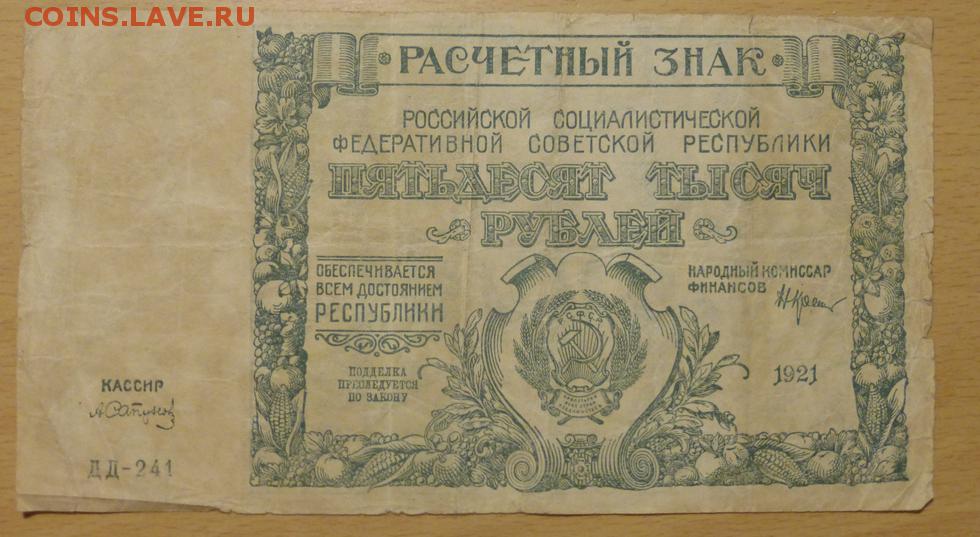 COINS.LAVE.RU
РАСЧЕТНЫЙ ЗНАК
РОССИЙСКОЙ СОЦИАЛИСТИЧЕСКОЙ
ФЕДЕРАТИВНОЙ СОВЕТСКОЙ РЕСПУБЛИКИ
ПЯТЬДЕСЯТ ТЫСЯЧ
РУБЛЕЙ
ОБЕСПЕЧИВАЕТСЯ
ВСЕМ ДОСТОЯНИЕМ
РЕСПУБЛИКИ
НАРОДНЫЙ КОМИССАР
ФИНАНСОВ
ПОДДЕЛКА
ПРЕСЛЕДУЕТСЯ
ПО ЗАКОНУ
1921
КАССИР
ДД-241